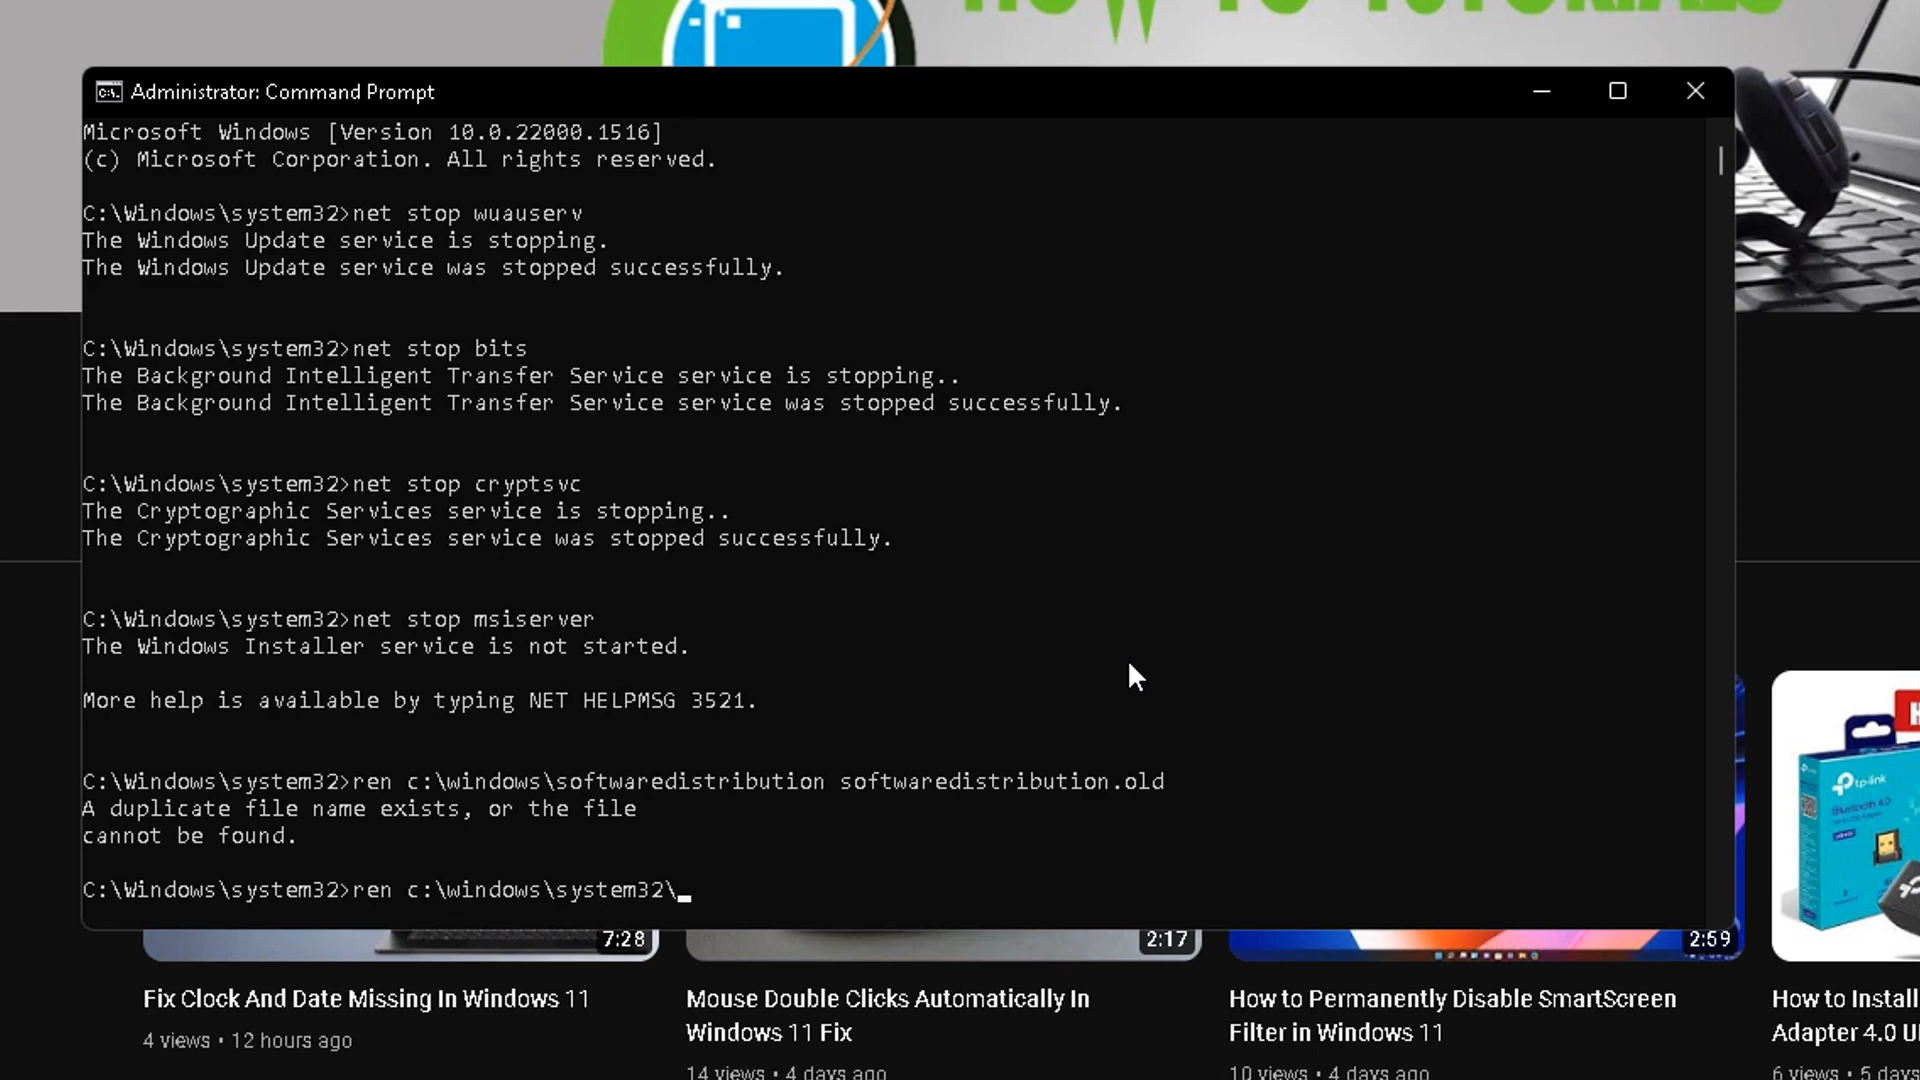 HOW TO TUTORIALS
Administrator: Command Prompt
Microsoft Windows [Version 10.0.22000.1516]
(c) Microsoft Corporation. All rights reserved.
C:\Windows\system32>net stop wuauserv
The Windows Update service is stopping.
The Windows Update service was stopped successfully.
C:\Windows\system32>net stop bits
The Background Intelligent Transfer Service service is stopping..
The Background Intelligent Transfer Service service was stopped successfully.
C:\Windows\system32>net stop cryptsvc
The Cryptographic Services service is stopping..
The Cryptographic Services service was stopped successfully.
C:\Windows\system32>net stop msiserver
The Windows Installer service is not started.
More help is available by typing NET HELPMSG 3521.
C:\Windows\system32>ren c:\windows\softwaredistribution softwaredistribution.old
A duplicate file name exists, or the file
cannot be found.
C:\Windows\system32>ren c:\windows\system32\
tp-link
Bluetooth 4.0
7:28
2:17
2:59
Fix Clock And Date Missing In Windows 11
4 views • 12 hours ago
Mouse Double Clicks Automatically In
Windows 11 Fix
14 views • 4 days ago
How to Permanently Disable SmartScreen
Filter in Windows 11
10 views • 4 days ago
How to Install
Adapter 4.0 U
6 views • 5 days